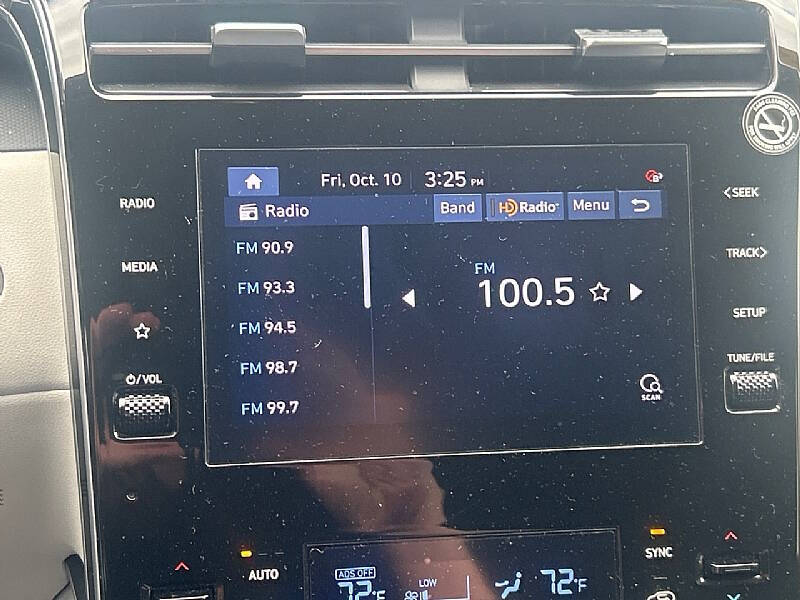 Fri, Oct. 10 3:25 PM
RADIO
Radio Band HD Radio Menu
<SEEK
FM 90.9
MEDIA
TRACK>
FM 93.3
FM
100.5
SETUP
FM 94.5
TUNE/FILE
FM 98.7
/VOL
SCAN
FM 99.7
SYNC
AUTO
ADS OFF
72°F
LOW
72°F